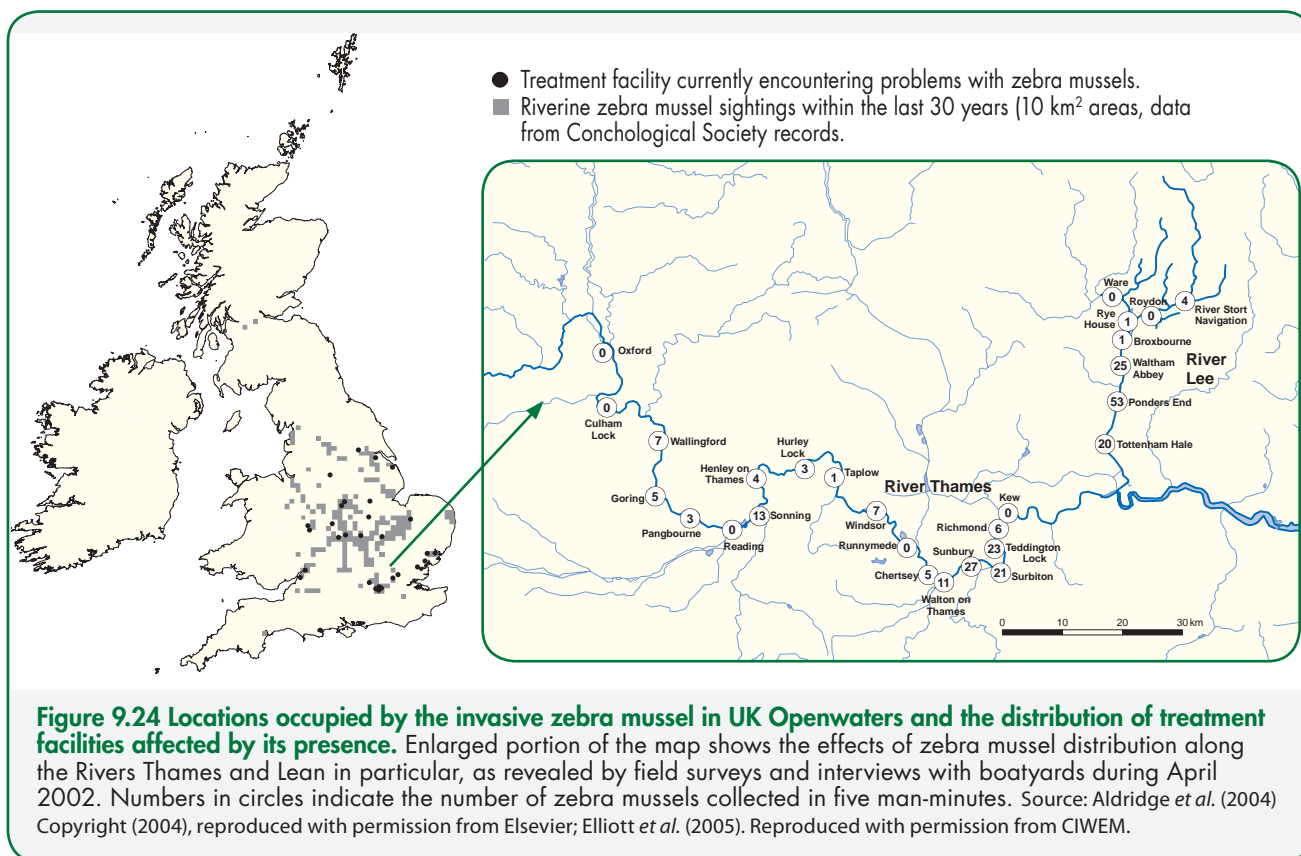 ● Treatment facility currently encountering problems with zebra mussels.
■ Riverine zebra mussel sightings within the last 30 years (10 km² areas, data
from Conchological Society records.
Ware
0
Roydon
0
4
River Stort
Navigation
Rye
House
1
1
Broxbourne
25
Waltham
Abbey
River
Lee
53
Ponders End
20
Tottenham Hale
0
Oxford
0
Culham
Lock
7
Wallingford
Goring
5
3
Pangbourne
0
Reading
13
Sonning
Henley on
Thames
4
Hurley
Lock
3
1
Taplow
River Thames
7
Windsor
Runnymede
0
Chertsey
5
11
Walton on
Thames
Sunbury
27
21
Surbiton
23
Teddington
Lock
Richmond
6
Kew
0
0 10 20 30 km
Figure 9.24 Locations occupied by the invasive zebra mussel in UK Openwaters and the distribution of treatment
facilities affected by its presence. Enlarged portion of the map shows the effects of zebra mussel distribution along
the Rivers Thames and Lean in particular, as revealed by field surveys and interviews with boatyards during April
2002. Numbers in circles indicate the number of zebra mussels collected in five man-minutes. Source: Aldridge et al. (2004)
Copyright (2004), reproduced with permission from Elsevier; Elliott et al. (2005). Reproduced with permission from CIWEM.